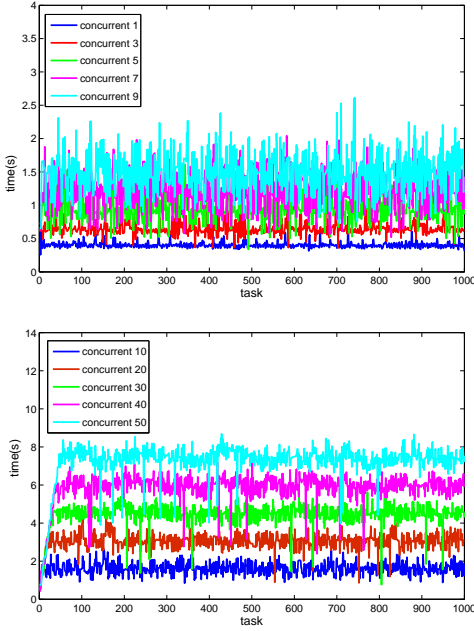 4
3.5
3
2.5
2
1.5
1
0.5
0
time(s)
concurrent 1
concurrent 3
concurrent 5
concurrent 7
concurrent 9
0 100 200 300 400 500 600 700 800 900 1000
task
14
12
10
8
6
4
2
0
time(s)
concurrent 10
concurrent 20
concurrent 30
concurrent 40
concurrent 50
0 100 200 300 400 500 600 700 800 900 1000
task